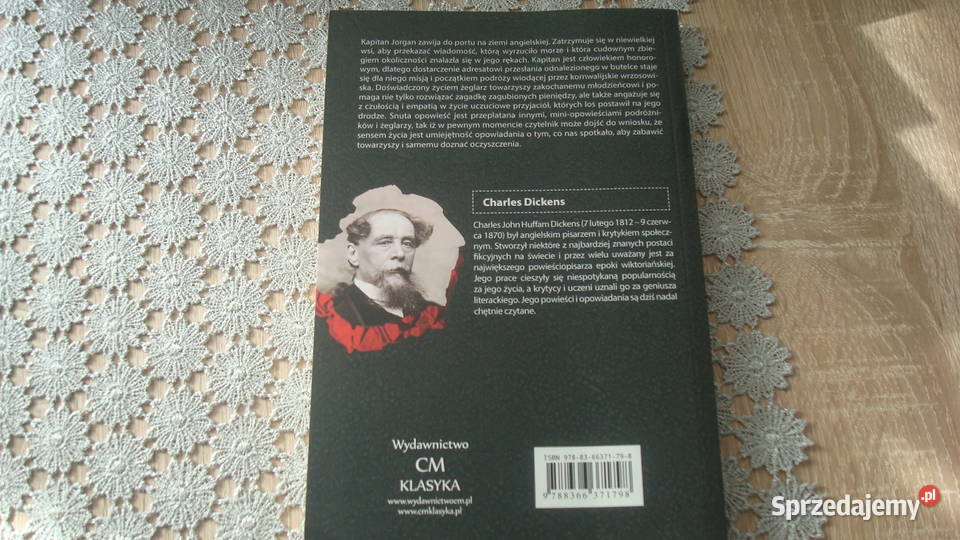 Kapitan Jorgan zawija do portu na ziemi angielskiej. Zatrzymuje się w niewielkiej
wsi, aby przekazać wiadomość, którą wyrzuciło morze i która cudownym zbie-
giem okoliczności znalazła się w jego rękach. Kapitan jest człowiekiem honoro-
wym, dlatego dostarczenie adresatowi przesłania odnalezionego w butelce staje
się dla niego misją i początkiem podróży wiodącej przez kornwalijskie wrzosowi-
ska. Doświadczony życiem żeglarz towarzyszy zakochanemu młodzieńcowi i po-
maga nie tylko rozwiązać zagadkę zagubionych pieniędzy, ale także angażuje się
z czułością i empatią w życie uczuciowe przyjaciół, których los postawił na jego
drodze. Snuta opowieść jest przeplatana innymi, mini-opowieściami podróżni-
ków i żeglarzy, tak iż w pewnym momencie czytelnik może dojść do wniosku, że
sensem życia jest umiejętność opowiadania o tym, co nas spotkało, aby zabawić
towarzyszy i samemu doznać oczyszczenia.
Charles Dickens
Charles John Huffam Dickens (7 lutego 1812 – 9 czerw-
ca 1870) był angielskim pisarzem i krytykiem społecz-
nym. Stworzył niektóre z najbardziej znanych postaci
fikcyjnych na świecie i przez wielu uważany jest za
największego powieściopisarza epoki wiktoriańskiej.
Jego prace cieszyły się niespotykaną popularnością
za jego życia, a krytycy i uczeni uznali go za geniusza
literackiego. Jego powieści i opowiadania są dziś nadal
chętnie czytane.
Wydawnictwo
CM
KLASYKA
www.wydawnictwocm.pl
www.cmklasyka.pl
ISBN 978-83-66371-79-8
9 788366 371798
Sprzedajemy.pl